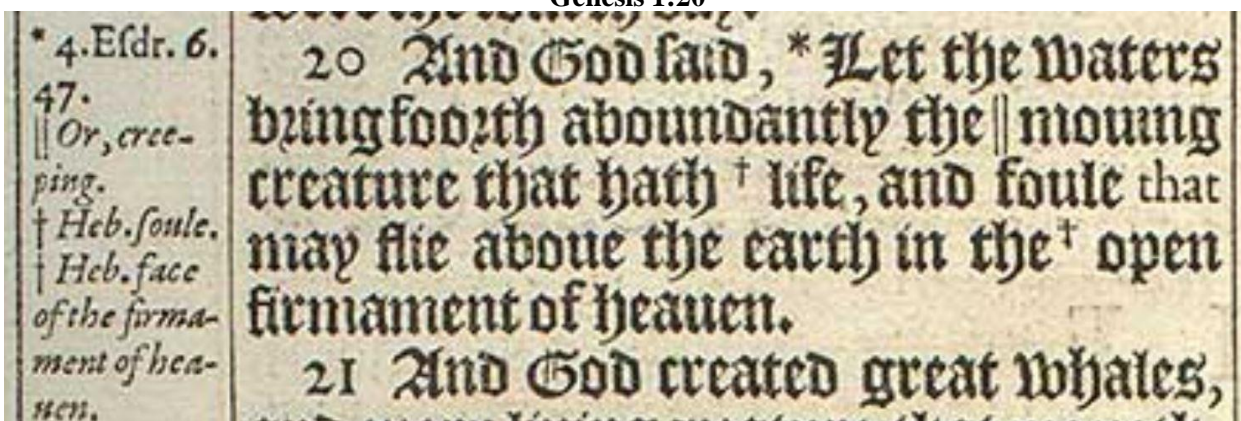 Genesis 1:20
* 4.Eſdr. 6.
47.
|| Or, cree-
ping.
† Heb. ſoule.
† Heb. face
of the firma-
ment of hea-
uen.
20 And God ſaid, * Let the waters
bring foorth aboundantly the || mouing
creature that hath † life, and foule that
may flie aboue the earth in the † open
firmament of heauen.
21 And God created great whales,